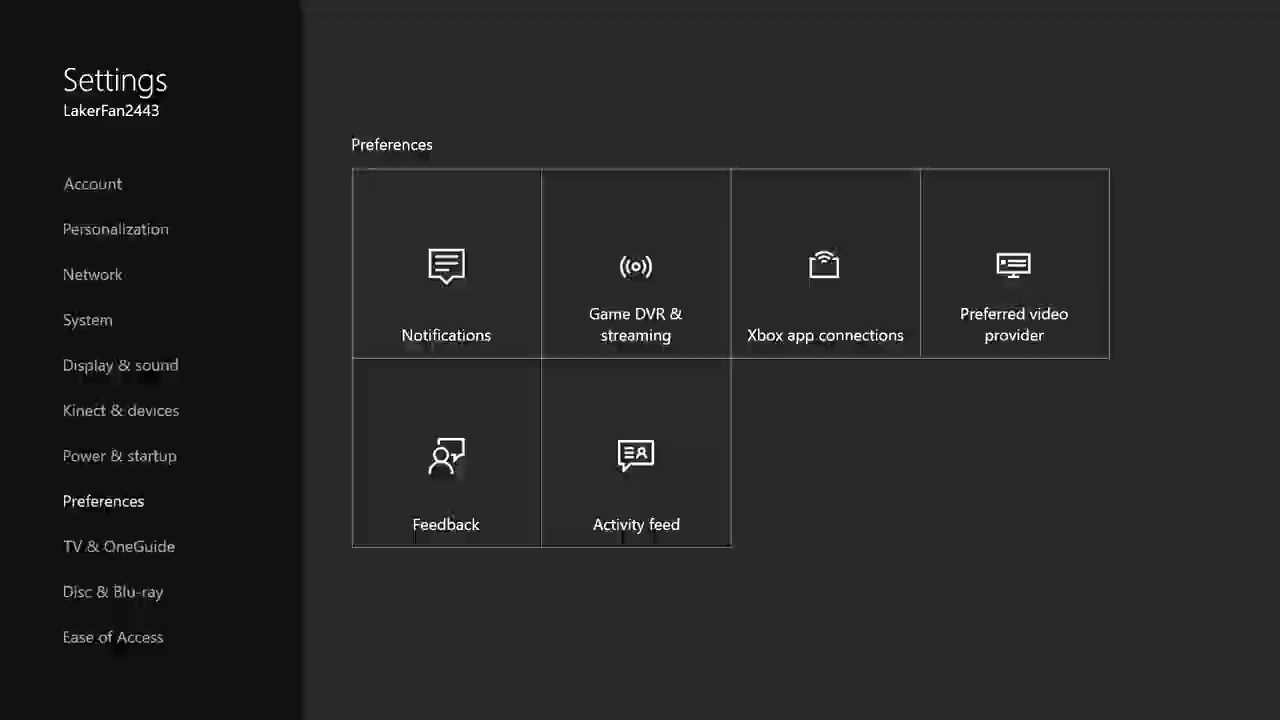 Settings
LakerFan2443
Account
Personalization
Network
System
Display & sound
Kinect & devices
Power & startup
Preferences
TV & OneGuide
Disc & Blu-ray
Ease of Access
Preferences
Notifications
Game DVR &
streaming
Xbox app connections
Preferred video
provider
Feedback
Activity feed